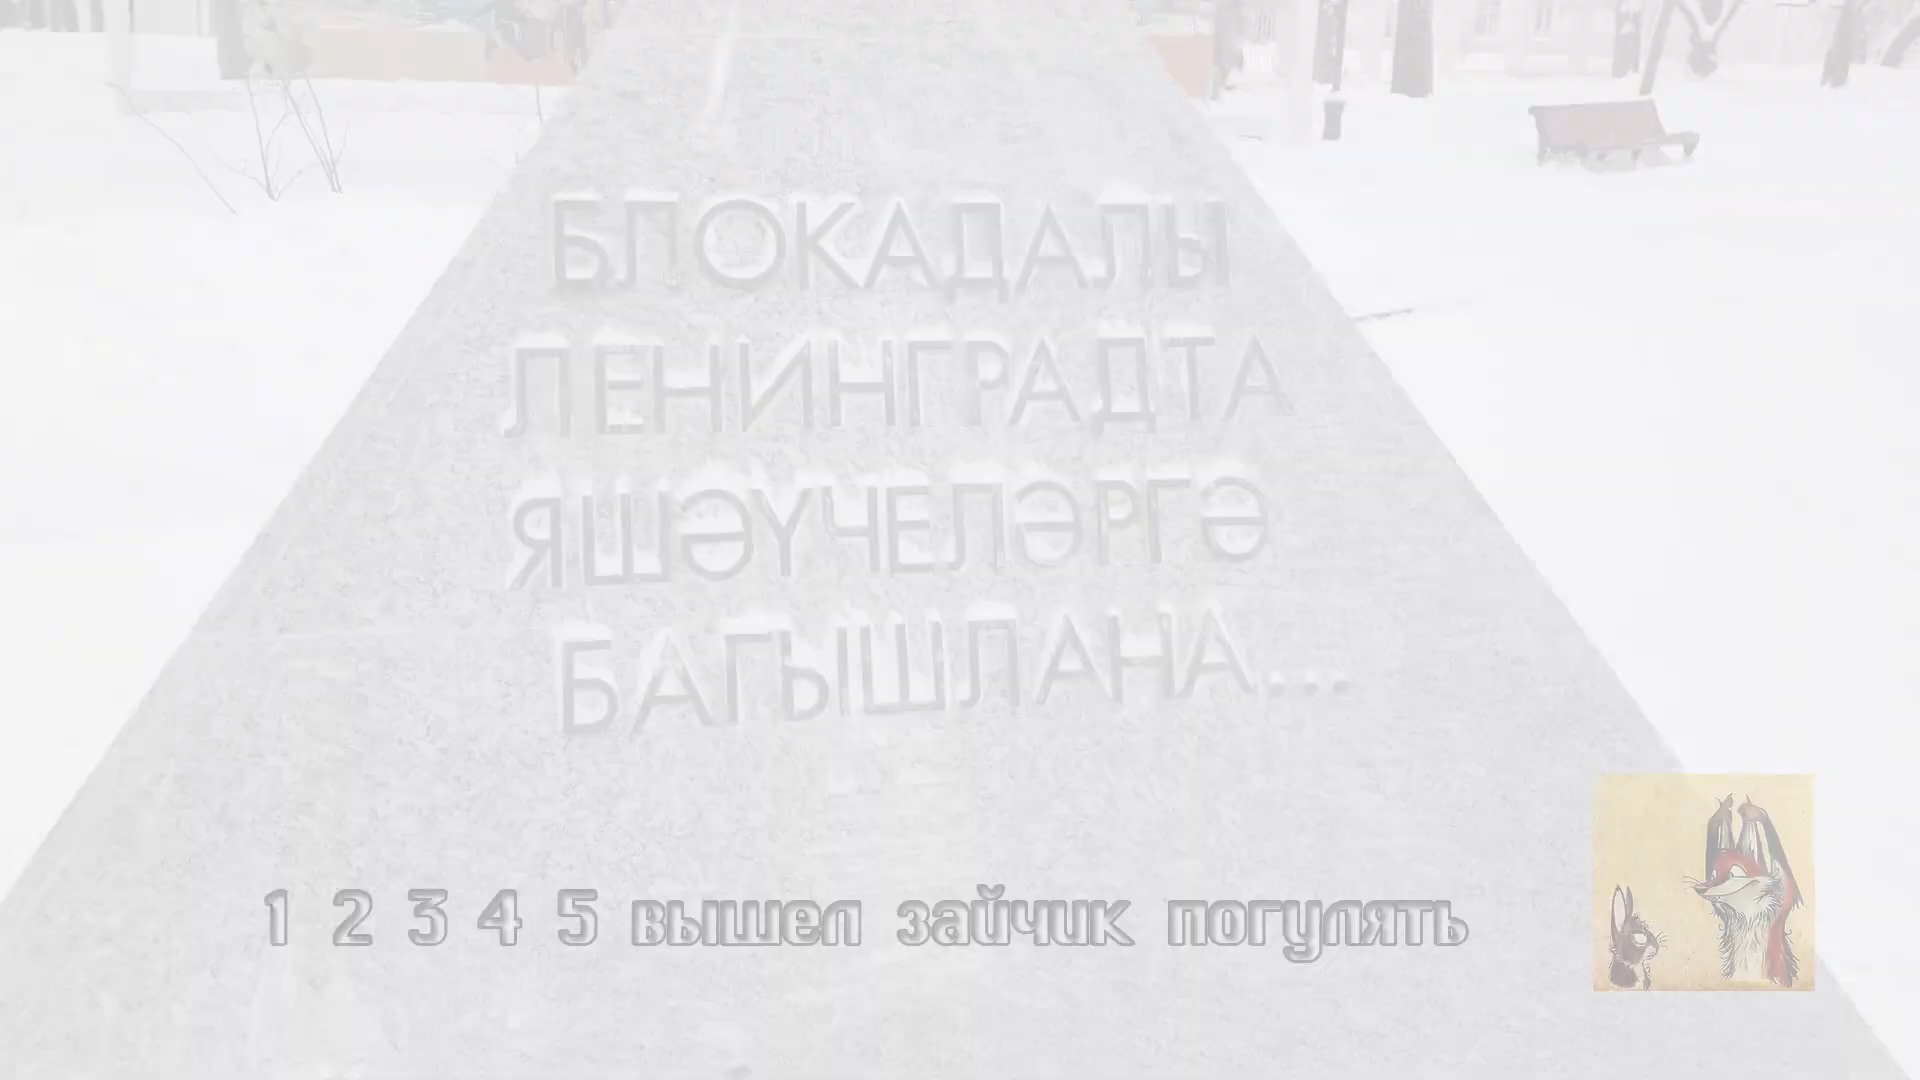 БЛОКАДАЛЫ
ЛЕНИНГРАДТА
ЯШӘҮЧЕЛӘРГӘ
БАГЫШЛАНА...
1 2 3 4 5 вышел зайчик погулять